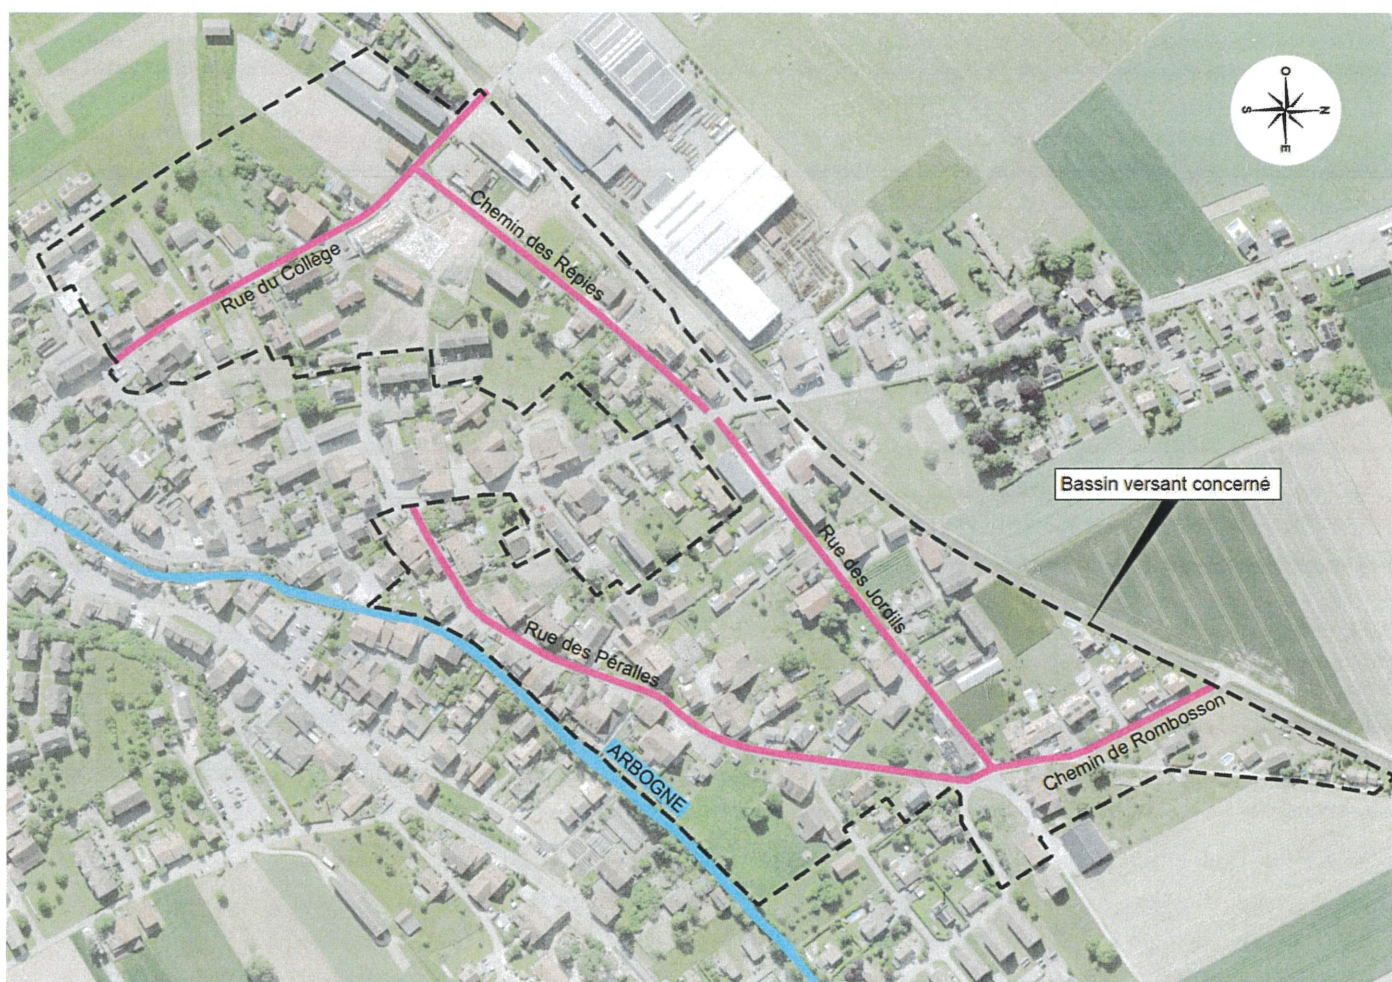 O
S
N
E
Chemin des Répies
Rue du Collège
Bassin versant concerné
Rue des Jordils
Rue des Péralles
Chemin de Rombosson
ARBOGNE